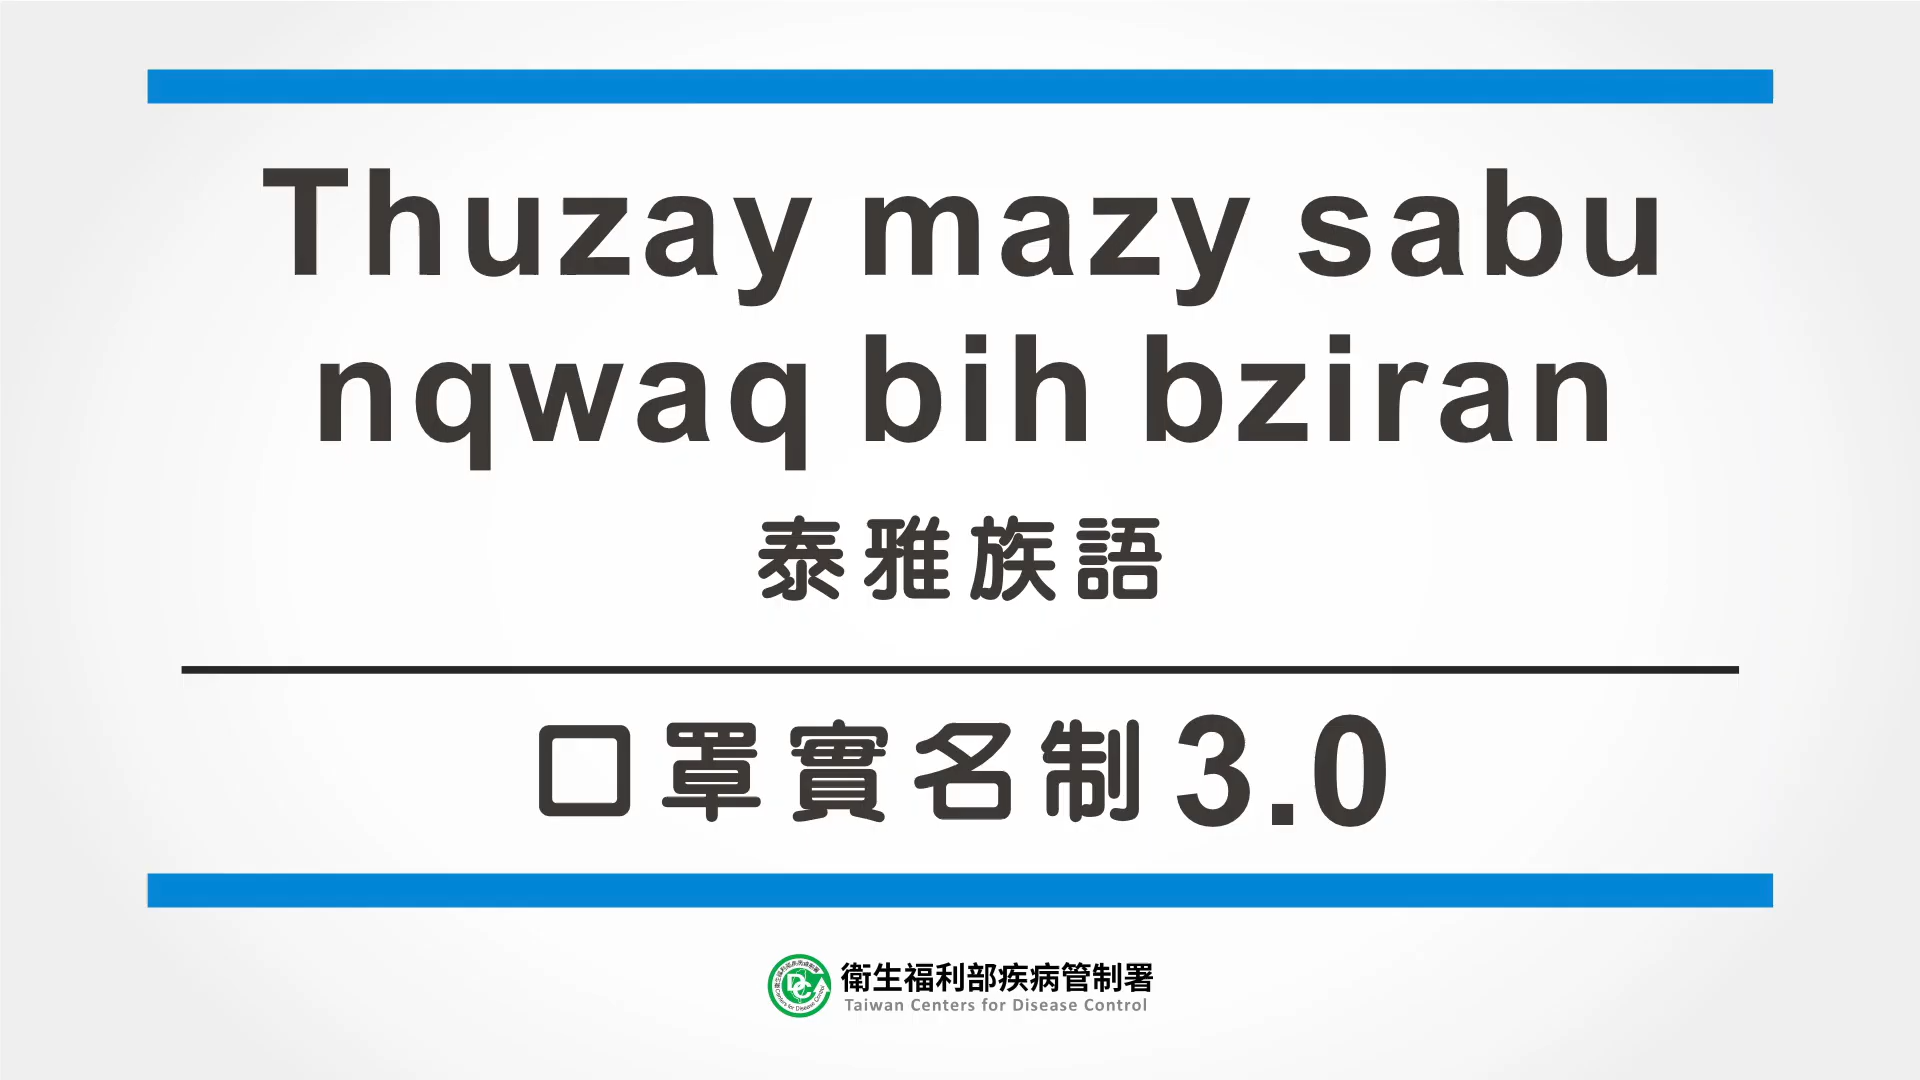 Thuzay mazy sabu
nqwaq bih bziran
泰雅族語
口罩實名制3.0
衛生福利部疾病管制署
Taiwan Centers for Disease Control